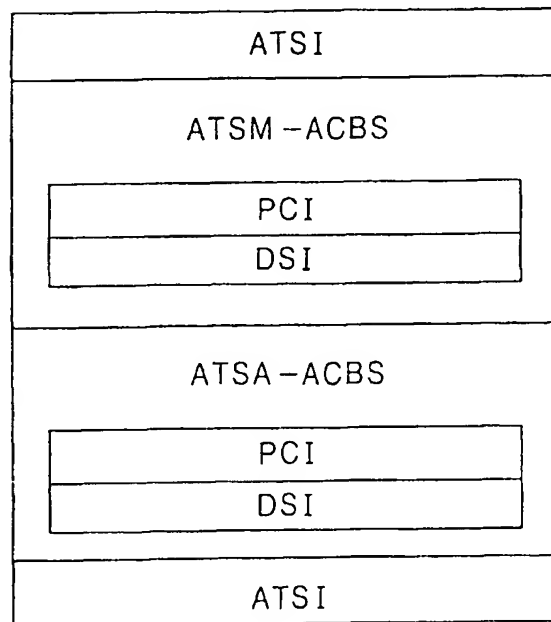 ATSI
ATSM-ACBS
PCI
DSI
ATSA-ACBS
PCI
DSI
ATSI